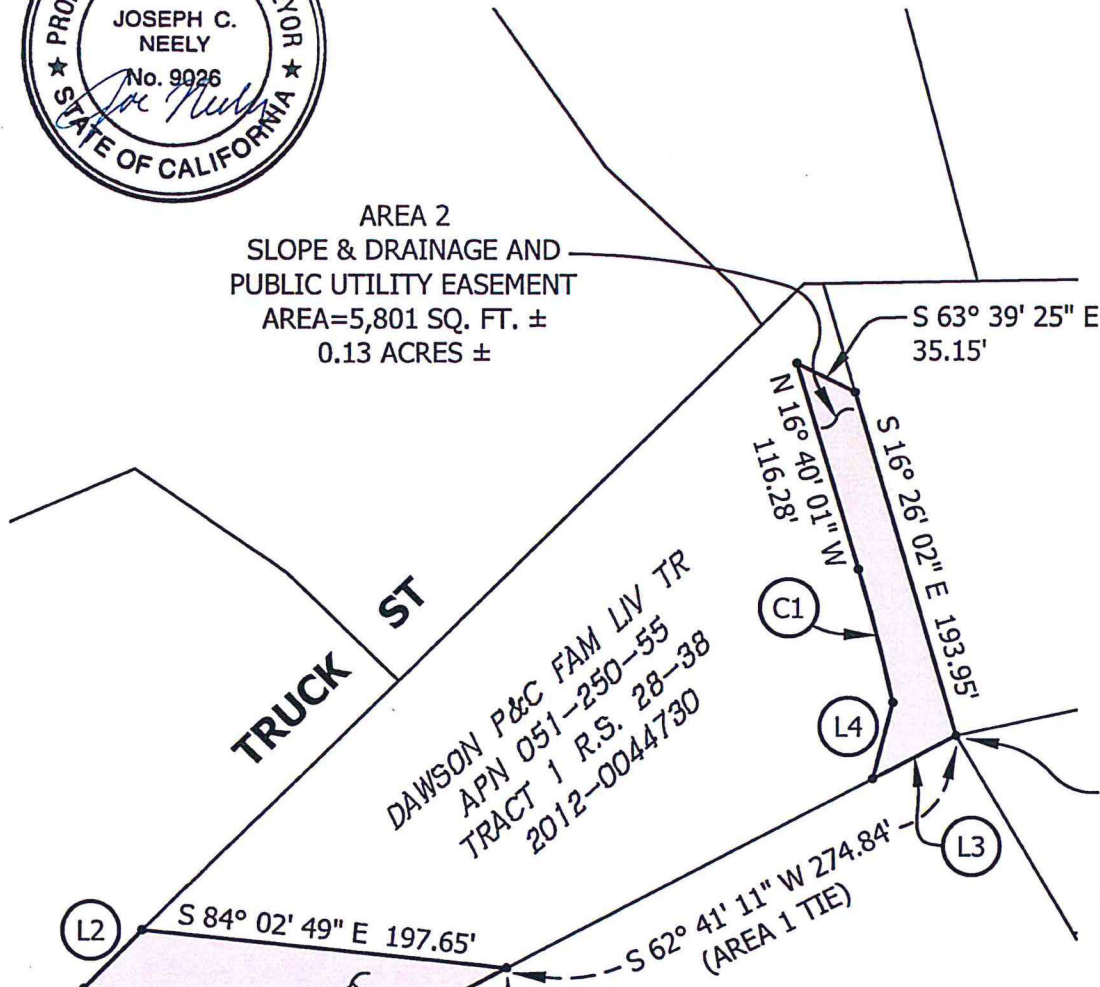 JOSEPH C.
NEELY
No. 9026
Joe Neely
STATE OF CALIFORNIA
AREA 2
SLOPE & DRAINAGE AND
PUBLIC UTILITY EASEMENT
AREA=5,801 SQ. FT. ±
0.13 ACRES ±
S 63° 39' 25" E
35.15'
N 16° 40' 01" W
116.28'
S 16° 26' 02" E 193.95'
C1
L4
L3
TRUCK ST
DAWSON P&C FAM LIV TR
APN 051-250-55
TRACT 1 R.S. 28-38
2012-0044730
L2
S 84° 02' 49" E 197.65'
S 62° 41' 11" W 274.84'
(AREA 1 TIE)